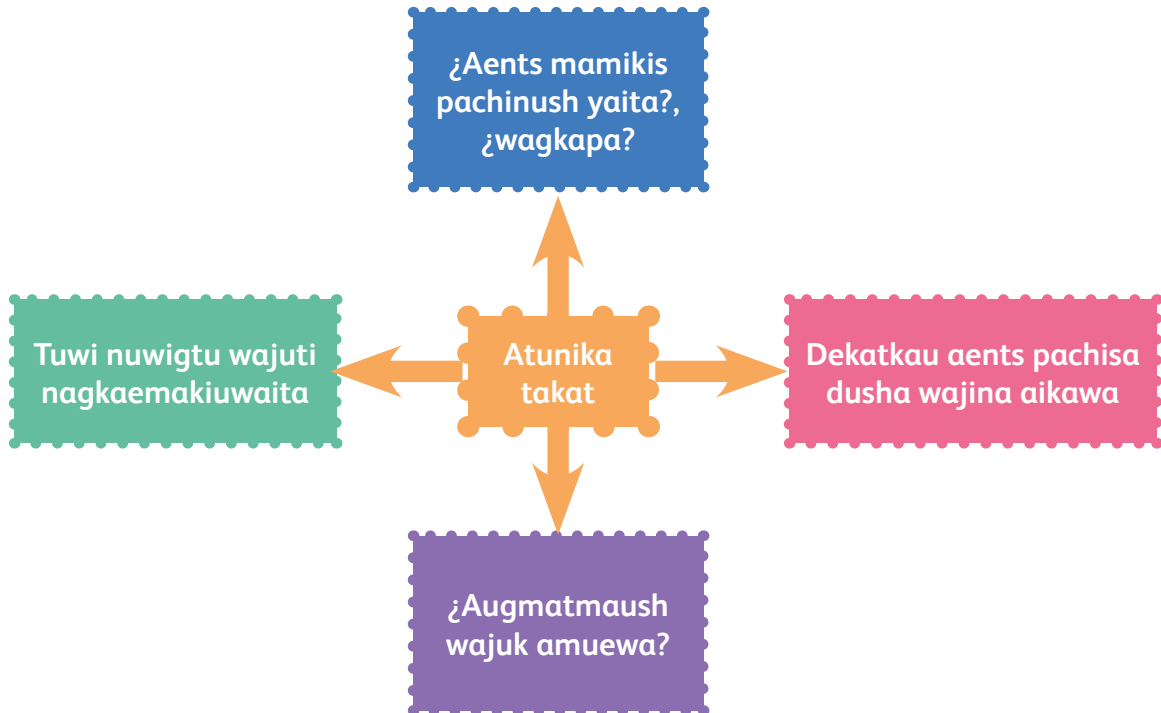 ¿Aents mamikis
pachinush yaita?,
¿wagkapa?
Tuwi nuwigtu wajuti
nagkaemakiuwaita
Atunika
takat
Dekatkau aents pachisa
dusha wajina aikawa
¿Augmatmaush
wajuk amuewa?